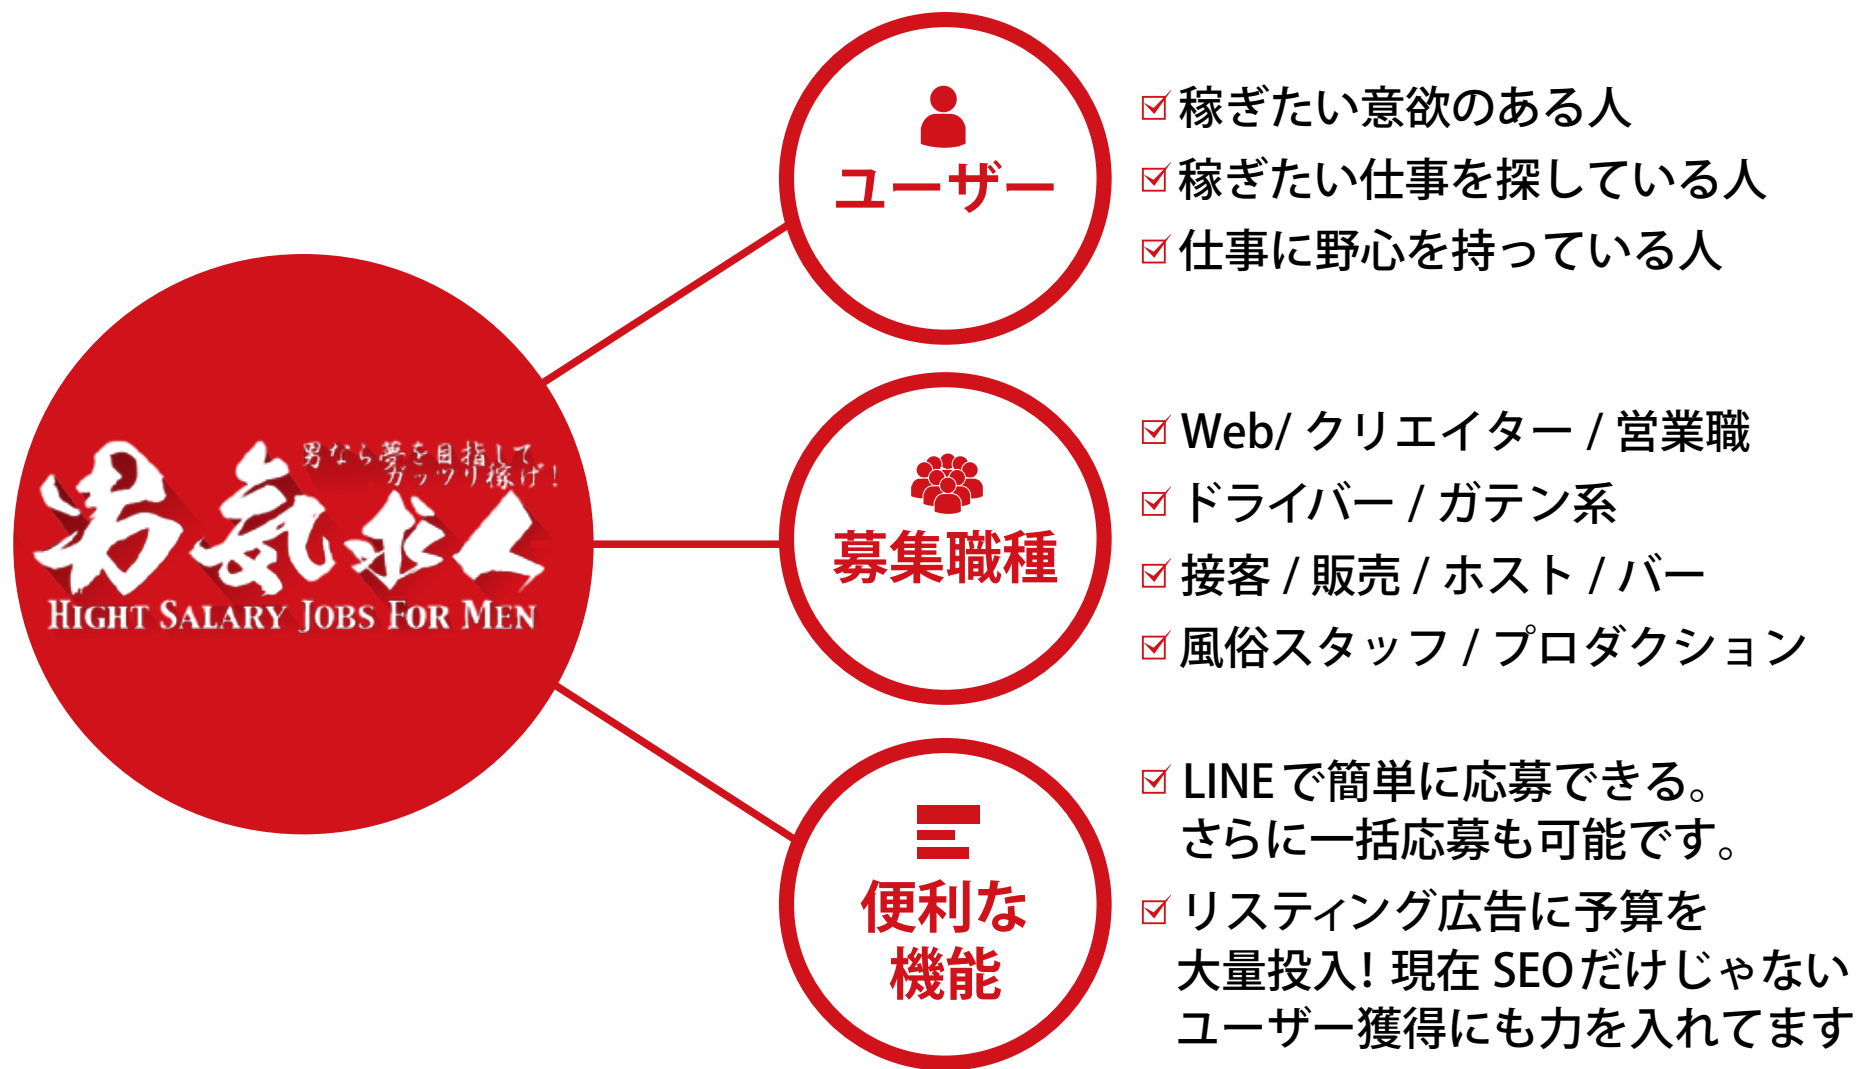 男なら夢を目指して
ガッツリ稼げ！
男気求人
HIGHT SALARY JOBS FOR MEN
ユーザー
稼ぎたい意欲のある人
稼ぎたい仕事を探している人
仕事に野心を持っている人
募集職種
Web/ クリエイター / 営業職
ドライバー / ガテン系
接客 / 販売 / ホスト / バー
風俗スタッフ / プロダクション
便利な
機能
LINEで簡単に応募できる。
さらに一括応募も可能です。
リスティング広告に予算を
大量投入！現在 SEOだけじゃない
ユーザー獲得にも力を入れてます